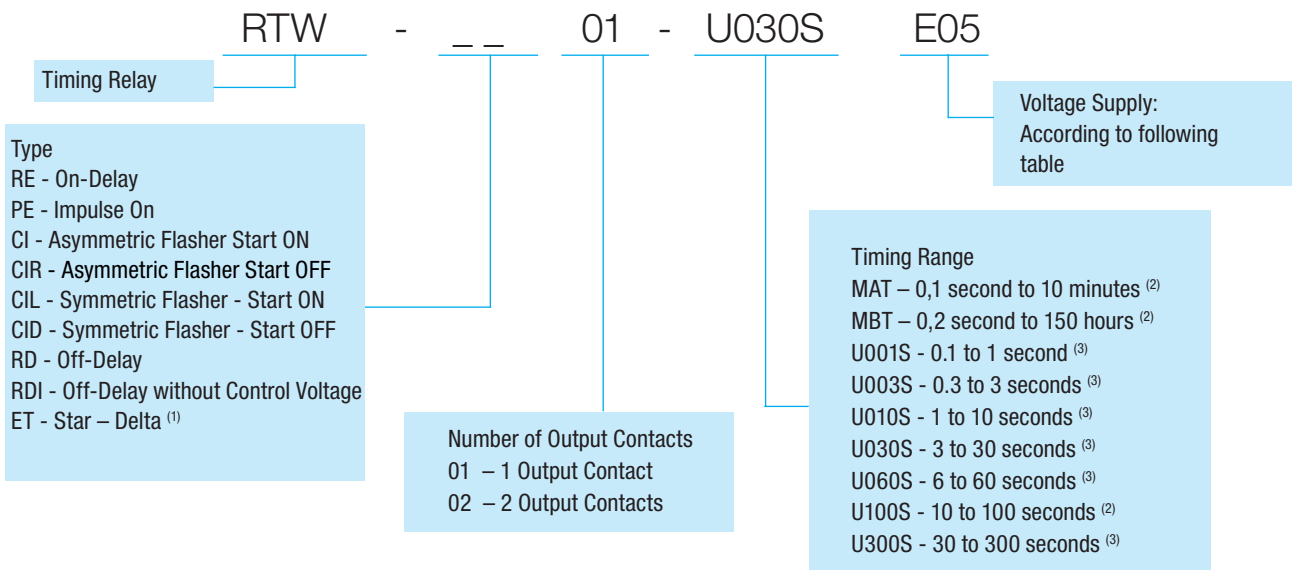 RTW - _ _ 01 - U030S E05
Timing Relay
Voltage Supply:
According to following
table
Type
RE - On-Delay
PE - Impulse On
CI - Asymmetric Flasher Start ON
CIR - Asymmetric Flasher Start OFF
CIL - Symmetric Flasher - Start ON
CID - Symmetric Flasher - Start OFF
RD - Off-Delay
RDI - Off-Delay without Control Voltage
ET - Star – Delta (1)
Number of Output Contacts
01 – 1 Output Contact
02 – 2 Output Contacts
Timing Range
MAT – 0,1 second to 10 minutes (2)
MBT – 0,2 second to 150 hours (2)
U001S - 0.1 to 1 second (3)
U003S - 0.3 to 3 seconds (3)
U010S - 1 to 10 seconds (3)
U030S - 3 to 30 seconds (3)
U060S - 6 to 60 seconds (3)
U100S - 10 to 100 seconds (2)
U300S - 30 to 300 seconds (3)